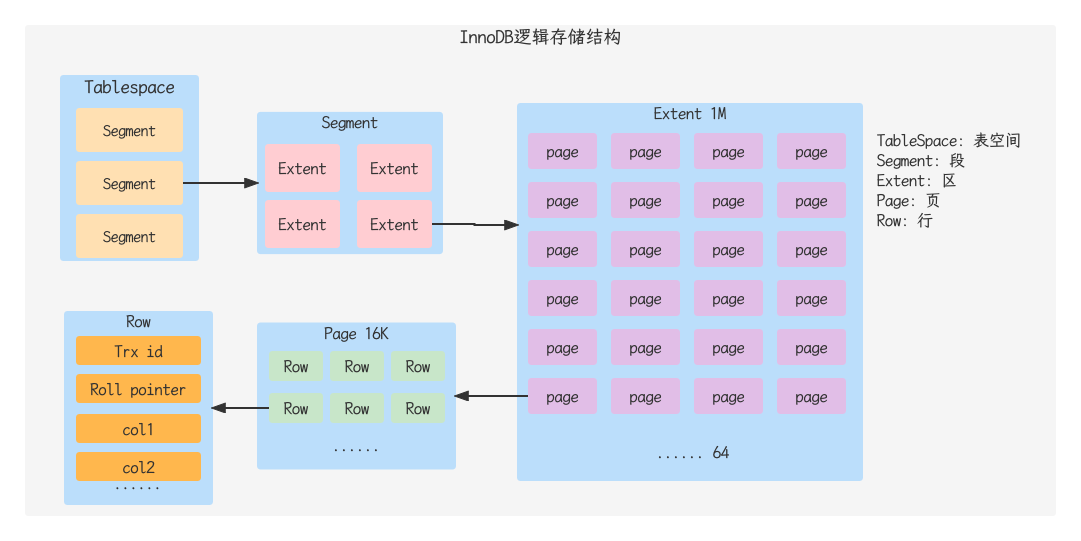 InnoDB逻辑存储结构
Tablespace
Segment
Segment
Segment
Segment
Extent Extent
Extent Extent
Extent 1M
page page page page
page page page page
page page page page
page page page page
page page page page
page page page page
...... 64
TableSpace: 表空间
Segment: 段
Extent: 区
Page: 页
Row: 行
Row
Trx id
Roll pointer
col1
col2
......
Page 16K
Row Row Row
Row Row Row
......